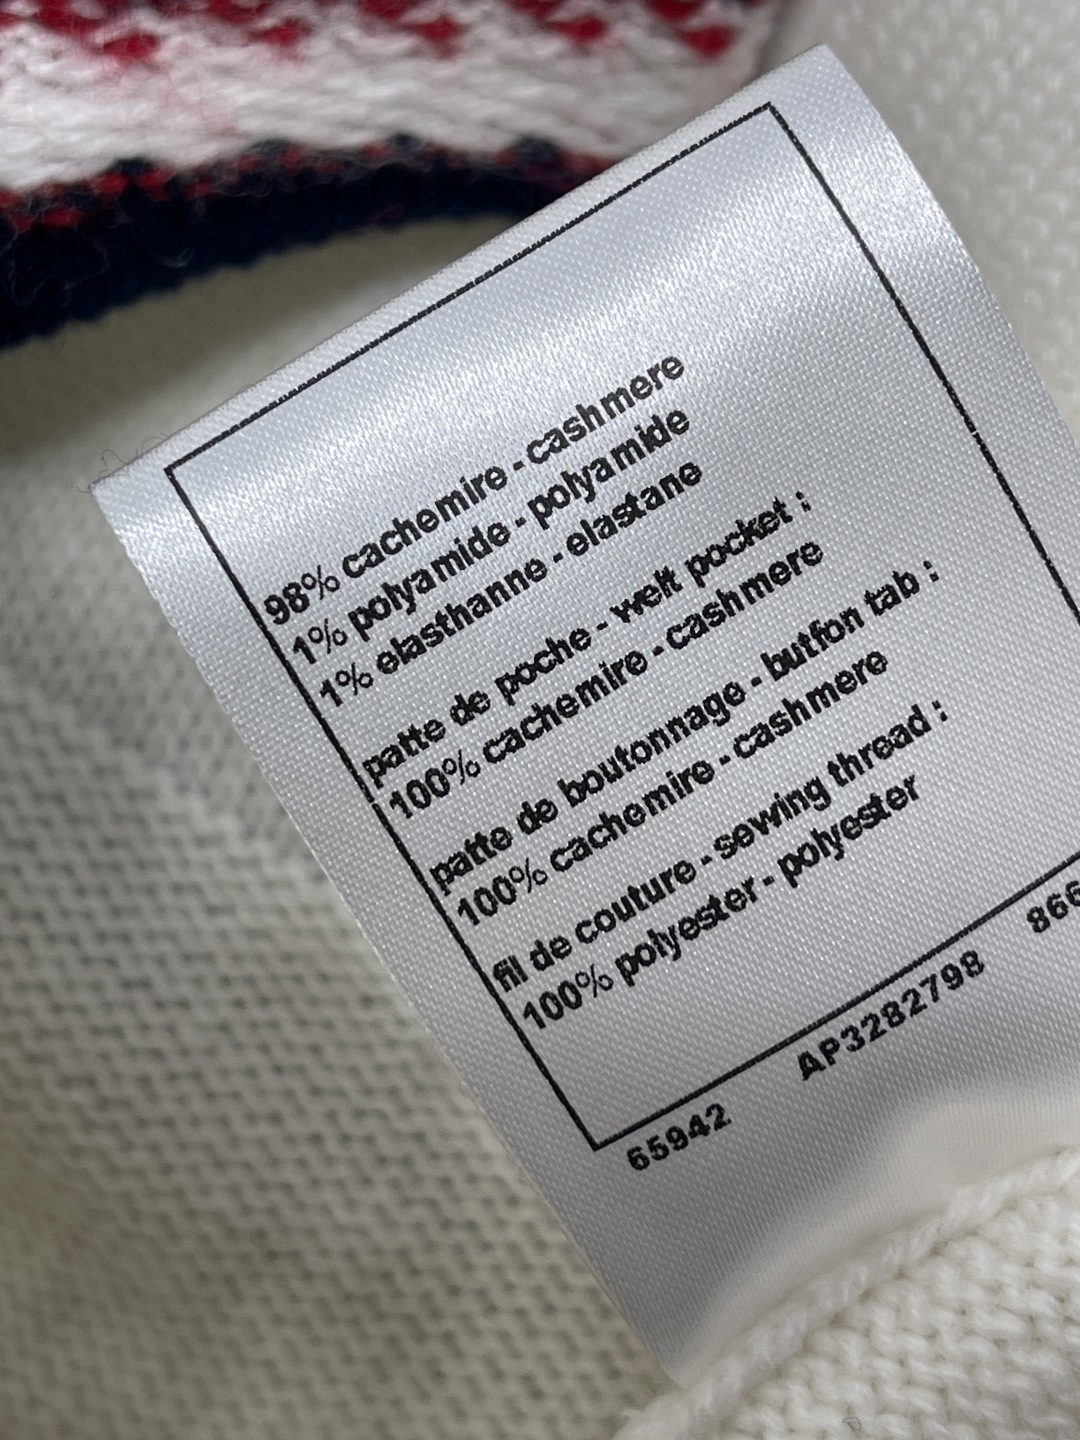 98% cachemire - cashmere
1% polyamide - polyamide
1% elasthanne - elastane
patte de poche - welt pocket :
100% cachemire - cashmere
patte de boutonnage - button tab :
100% cachemire - cashmere
fil de couture - sewing thread :
100% polyester - polyester
65942 AP3282798 866